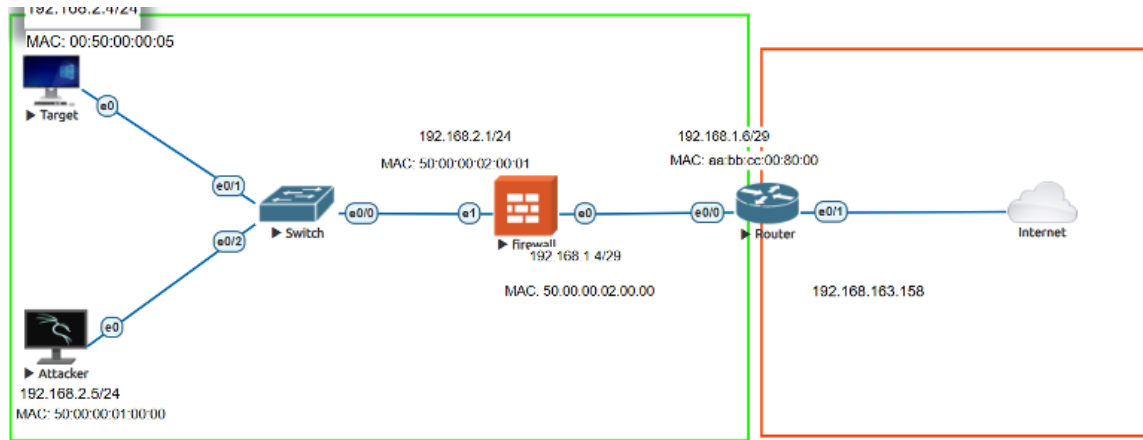 192.168.2.4/24
MAC: 00:50:00:00:05
Target
e0
e0/1
192.168.2.1/24
MAC: 50:00:00:02:00:01
192.168.1.6/29
MAC: aa:bb:cc:00:80:00
e0/0
e1
e0
e0/0
e0/1
Switch
firewall
Router
Internet
192.168.1.4/29
MAC. 50.00.00.02.00.00
192.168.163.158
e0/2
e0
Attacker
192.168.2.5/24
MAC: 50:00:00:01:00:00